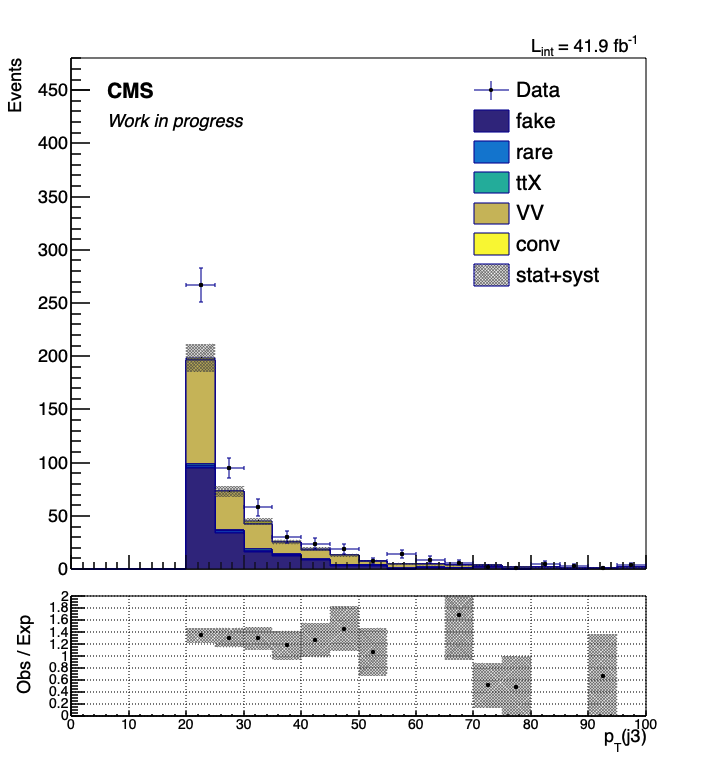 L_int = 41.9 fb^-1
Events
CMS
Work in progress
Data
fake
rare
ttX
VV
conv
stat+syst
450
400
350
300
250
200
150
100
50
0
Obs / Exp
2
1.8
1.6
1.4
1.2
1
0.8
0.6
0.4
0.2
0
0 10 20 30 40 50 60 70 80 90 100
p_T(j3)